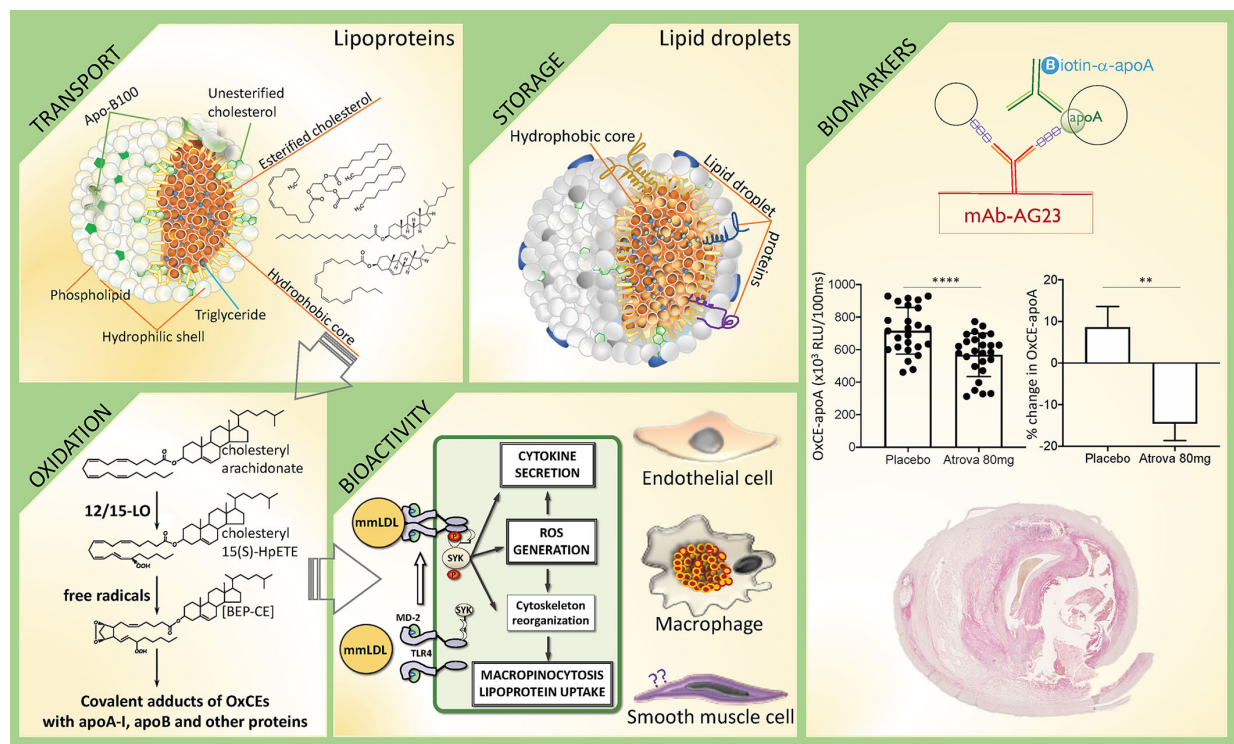 TRANSPORT
Lipoproteins
Apo-B100
Unesterified
cholesterol
Esterified cholesterol
H₃C
H₃C
H₃C
Phospholipid
Hydrophilic shell
Triglyceride
Hydrophobic core
STORAGE
Lipid droplets
Hydrophobic core
Lipid droplet
proteins
OXIDATION
cholesteryl
arachidonate
12/15-LO
cholesteryl
15(S)-HpETE
OOH
free radicals
[BEP-CE]
OOH
Covalent adducts of OxCEs
with apoA-I, apoB and other proteins
BIOACTIVITY
mmLDL
P
SYK
P
MD-2
SYK
mmLDL
TLR4
CYTOKINE
SECRETION
ROS
GENERATION
Cytoskeleton
reorganization
MACROPINOCYTOSIS
LIPOPROTEIN UPTAKE
Endothelial cell
Macrophage
??
Smooth muscle cell
BIOMARKERS
Biotin-α-apoA
apoA
mAb-AG23
OxCE-apoA (x10³ RLU/100ms)
1000
800
600
400
200
0
****
Placebo
Atrova 80mg
% change in OxCE-apoA
20
10
0
-10
-20
**
Placebo
Atrova 80mg